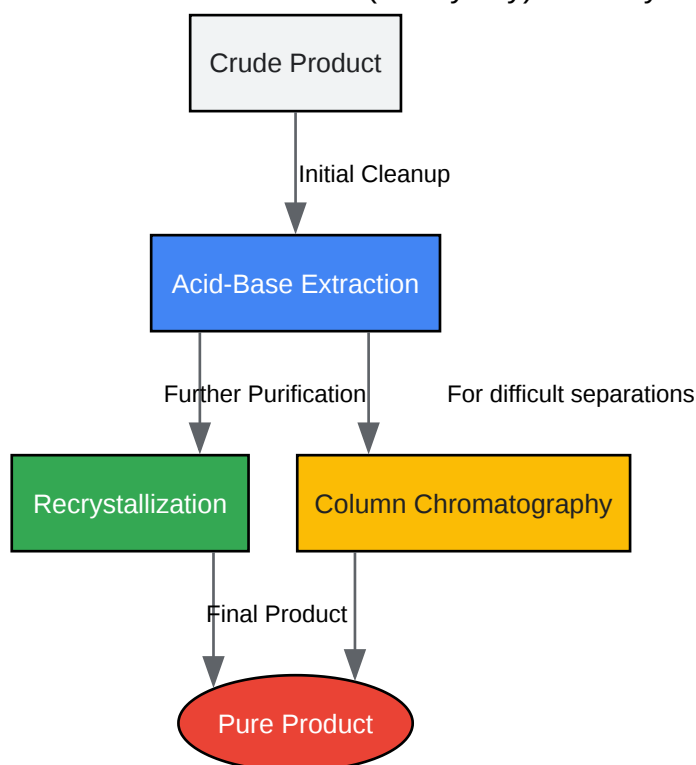 Crude Product
Initial Cleanup
Acid-Base Extraction
Further Purification
For difficult separations
Recrystallization
Column Chromatography
Final Product
Pure Product